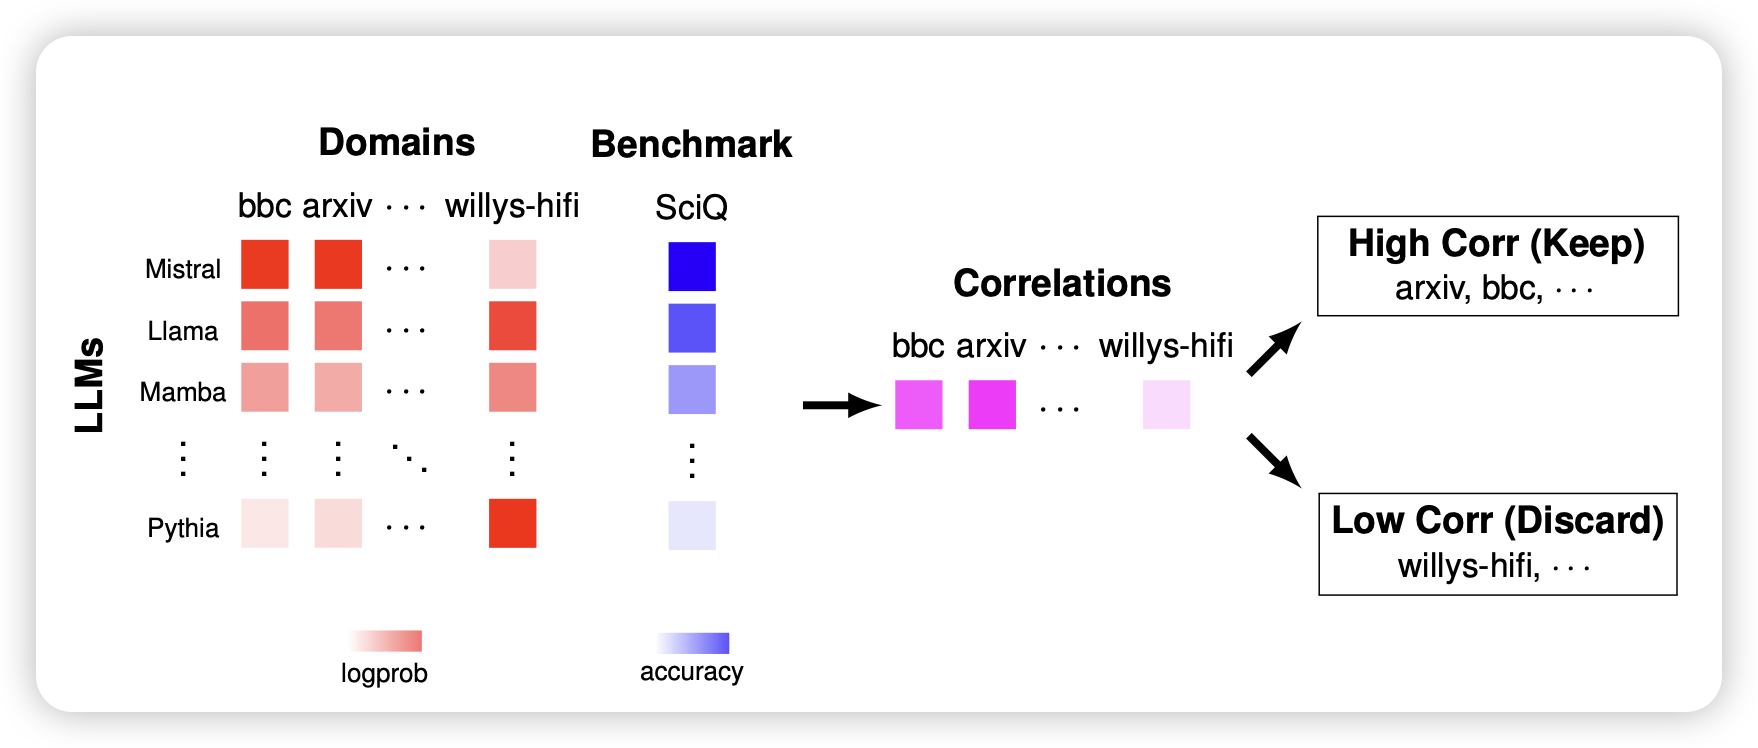 Domains
Benchmark
bbc arxiv ··· willys-hifi
SciQ
LLMs
Mistral ···
Llama ···
Mamba ···
Pythia ···
logprob
accuracy
Correlations
bbc arxiv ··· willys-hifi
···
High Corr (Keep)
arxiv, bbc, ···
Low Corr (Discard)
willys-hifi, ···